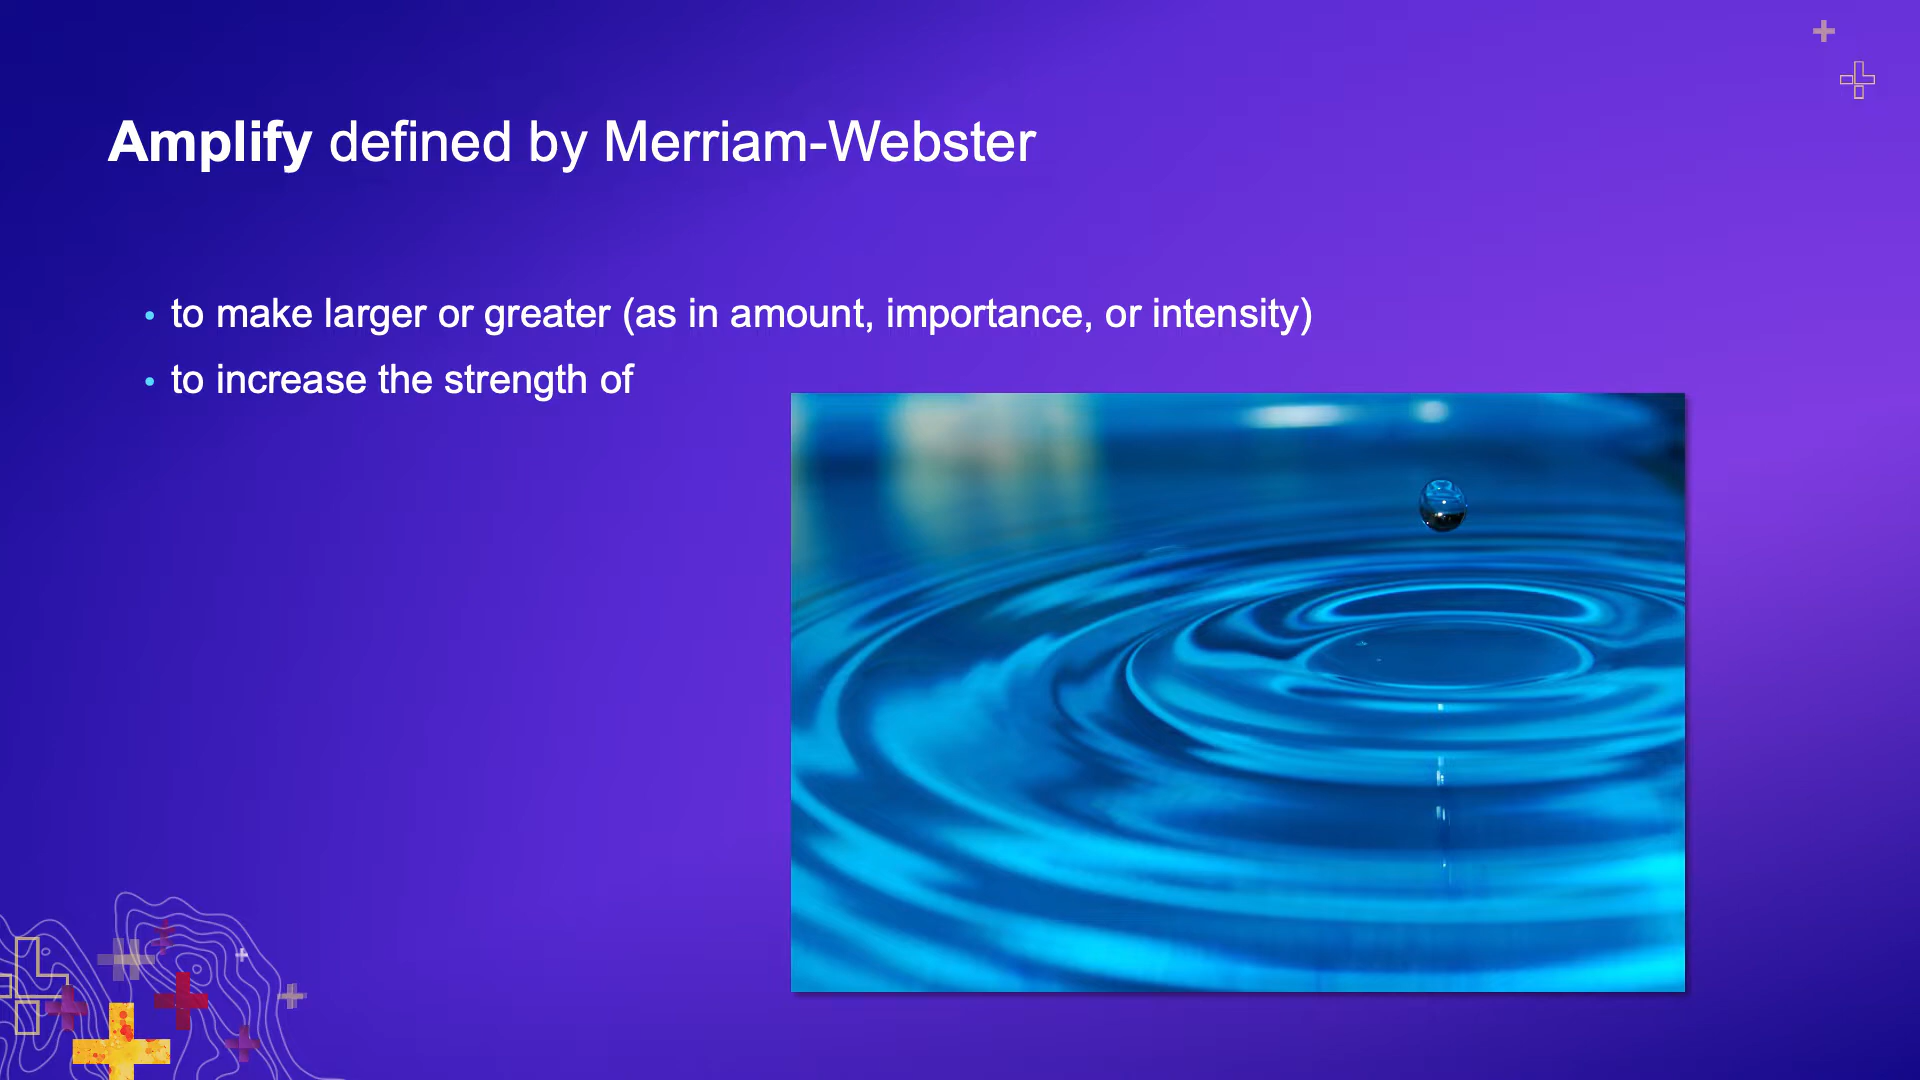 Amplify defined by Merriam-Webster
• to make larger or greater (as in amount, importance, or intensity)
• to increase the strength of